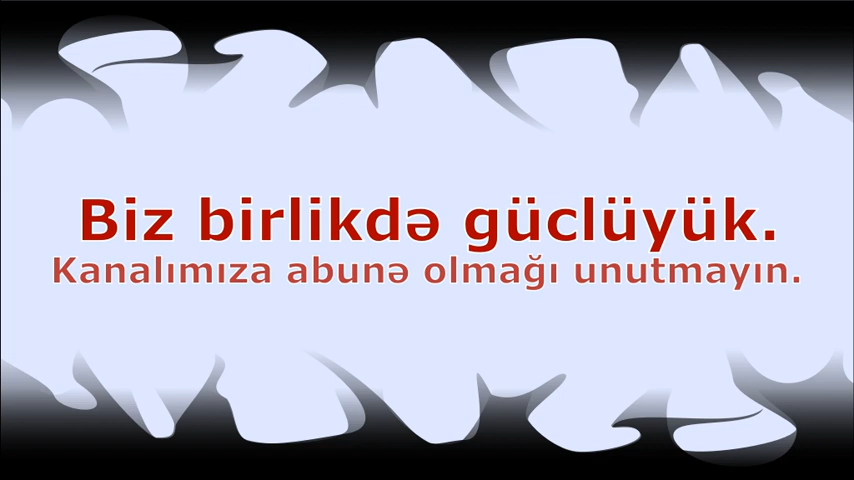 Biz birlikdə güclüyük.
Kanalımıza abunə olmağı unutmayın.